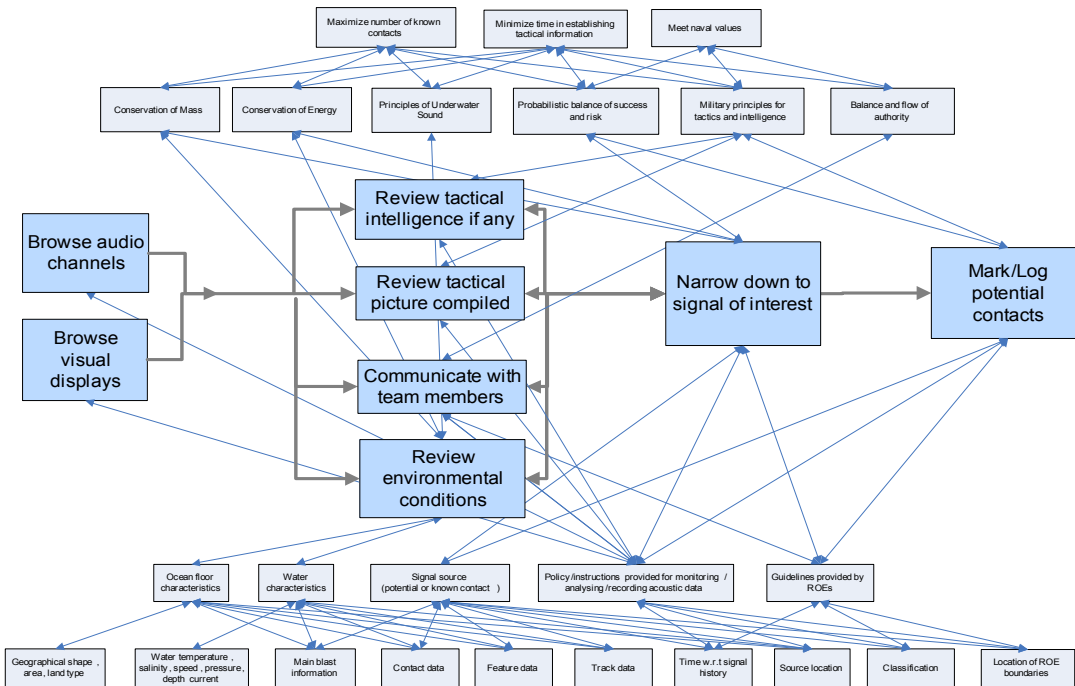 Maximize number of known
contacts
Minimize time in establishing
tactical information
Meet naval values
Conservation of Mass
Conservation of Energy
Principles of Underwater
Sound
Probabilistic balance of success
and risk
Military principles for
tactics and intelligence
Balance and flow of
authority
Browse audio
channels
Browse
visual
displays
Review tactical
intelligence if any
Review tactical
picture compiled
Communicate with
team members
Review
environmental
conditions
Narrow down to
signal of interest
Mark/Log
potential
contacts
Ocean floor
characteristics
Water
characteristics
Signal source
(potential or known contact )
Policy/instructions provided for monitoring /
analysing/recording acoustic data
Guidelines provided by
ROEs
Geographical shape ,
area, land type
Water temperature ,
salinity, speed , pressure,
depth current
Main blast
information
Contact data
Feature data
Track data
Time w.r.t signal
history
Source location
Classification
Location of ROE
boundaries